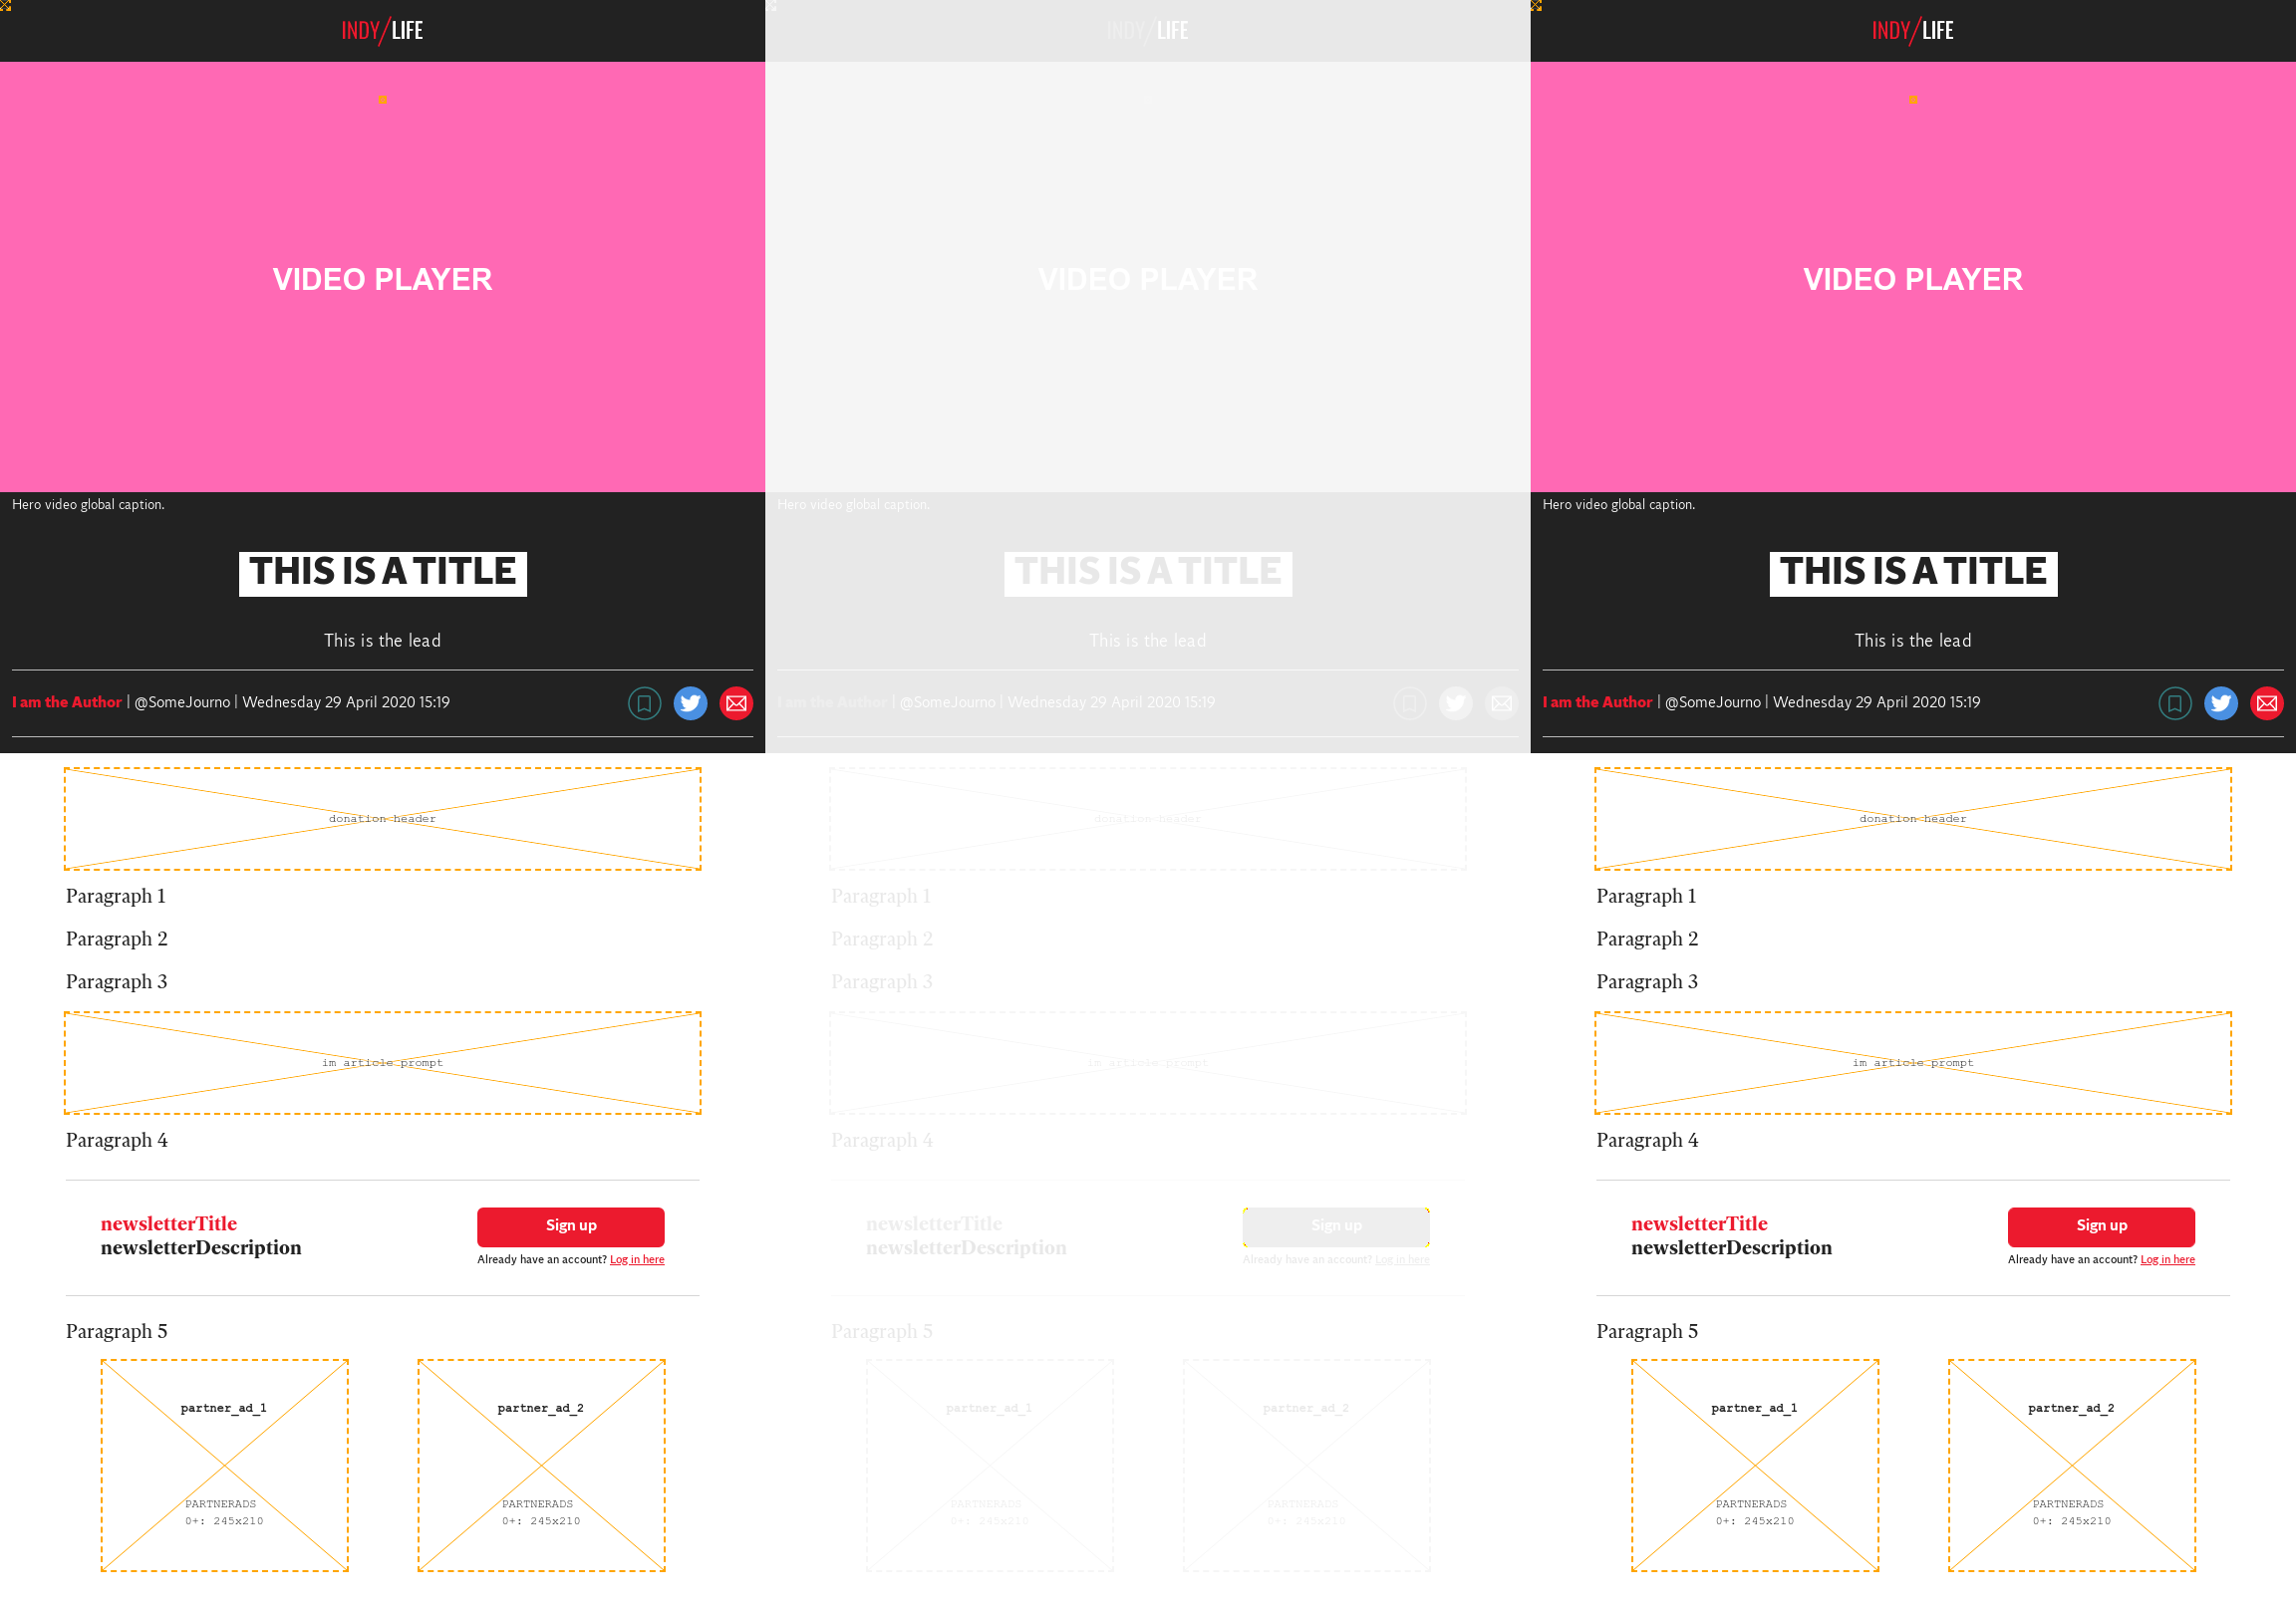 INDY/LIFE
VIDEO PLAYER
Hero video global caption.
THIS IS A TITLE
This is the lead
I am the Author | @SomeJourno | Wednesday 29 April 2020 15:19
donation header
Paragraph 1
Paragraph 2
Paragraph 3
im article prompt
Paragraph 4
newsletterTitle
newsletterDescription
Sign up
Already have an account? Log in here
Paragraph 5
partner_ad_1
PARTNERADS
0+: 245x210
partner_ad_2
PARTNERADS
0+: 245x210
INDY/LIFE
VIDEO PLAYER
Hero video global caption.
THIS IS A TITLE
This is the lead
I am the Author | @SomeJourno | Wednesday 29 April 2020 15:19
donation header
Paragraph 1
Paragraph 2
Paragraph 3
im article prompt
Paragraph 4
newsletterTitle
newsletterDescription
Sign up
Already have an account? Log in here
Paragraph 5
partner_ad_1
PARTNERADS
0+: 245x210
partner_ad_2
PARTNERADS
0+: 245x210
INDY/LIFE
VIDEO PLAYER
Hero video global caption.
THIS IS A TITLE
This is the lead
I am the Author | @SomeJourno | Wednesday 29 April 2020 15:19
donation header
Paragraph 1
Paragraph 2
Paragraph 3
im article prompt
Paragraph 4
newsletterTitle
newsletterDescription
Sign up
Already have an account? Log in here
Paragraph 5
partner_ad_1
PARTNERADS
0+: 245x210
partner_ad_2
PARTNERADS
0+: 245x210